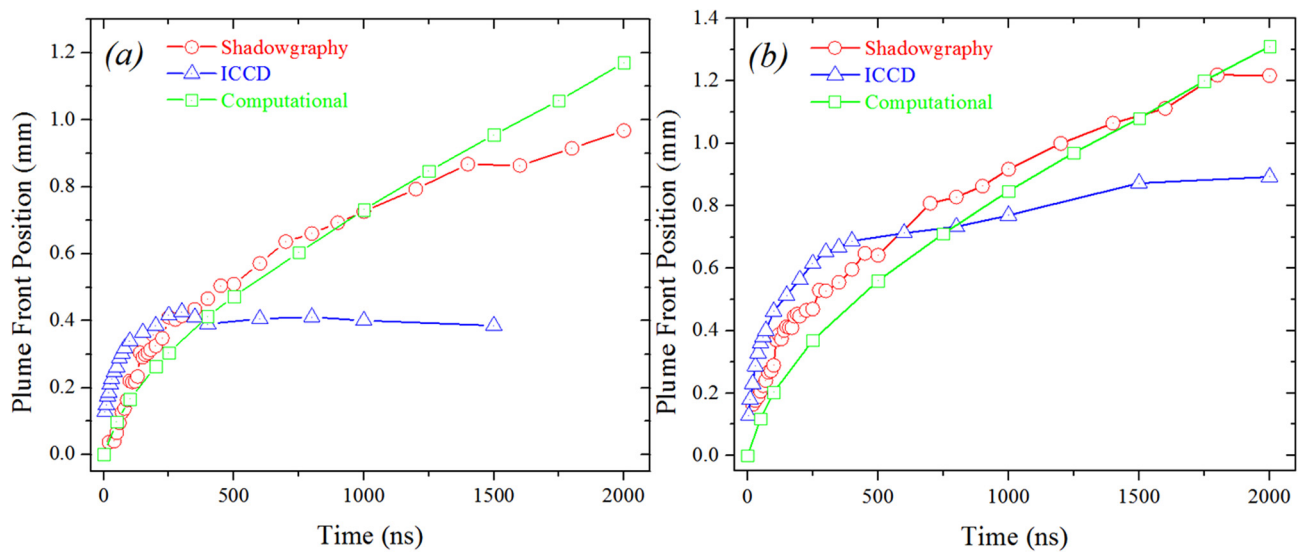 (a)
Shadowgraphy
ICCD
Computational
1.2
1.0
0.8
0.6
0.4
0.2
0.0
Plume Front Position (mm)
0 500 1000 1500 2000
Time (ns)
(b)
Shadowgraphy
ICCD
Computational
1.4
1.2
1.0
0.8
0.6
0.4
0.2
0.0
Plume Front Position (mm)
0 500 1000 1500 2000
Time (ns)